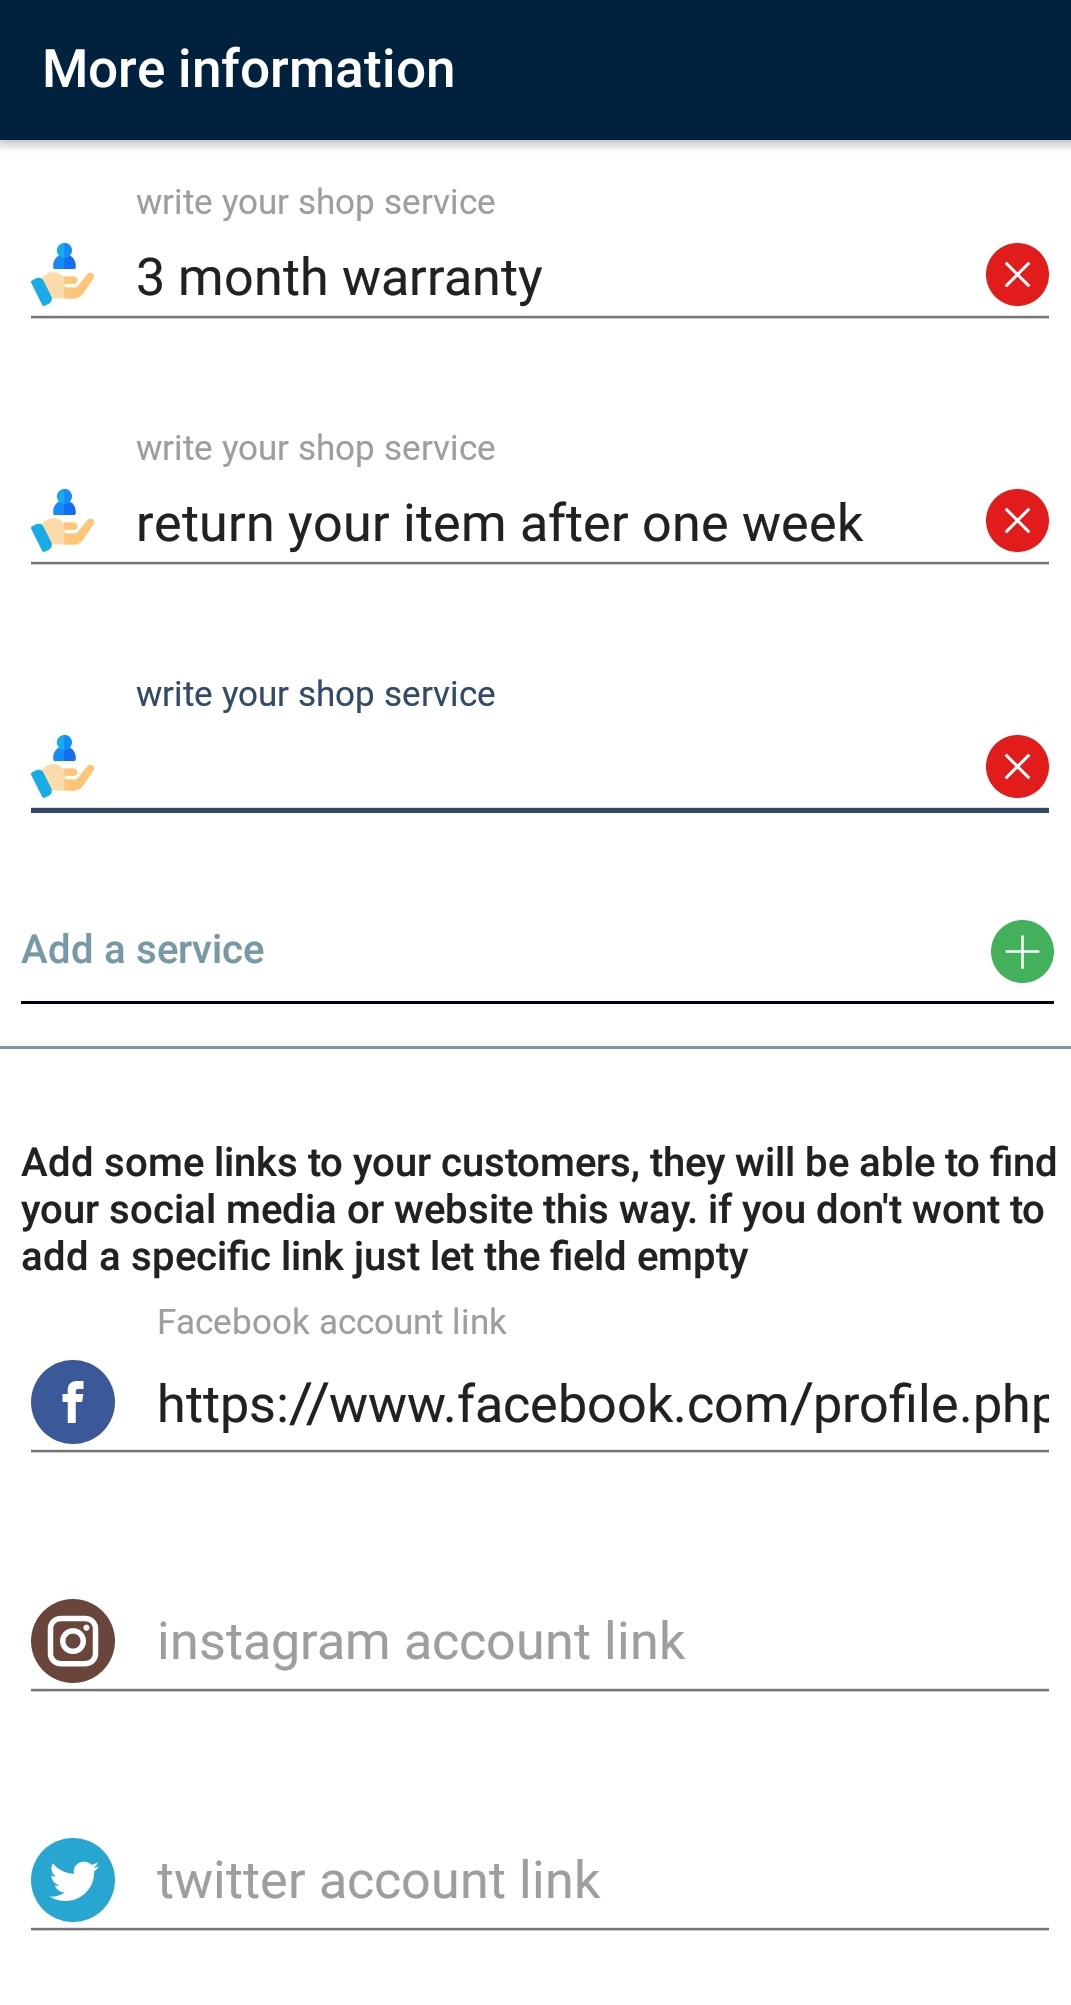 More information
write your shop service
3 month warranty
write your shop service
return your item after one week
write your shop service
Add a service
Add some links to your customers, they will be able to find
your social media or website this way. if you don't wont to
add a specific link just let the field empty
Facebook account link
https://www.facebook.com/profile.php
instagram account link
twitter account link